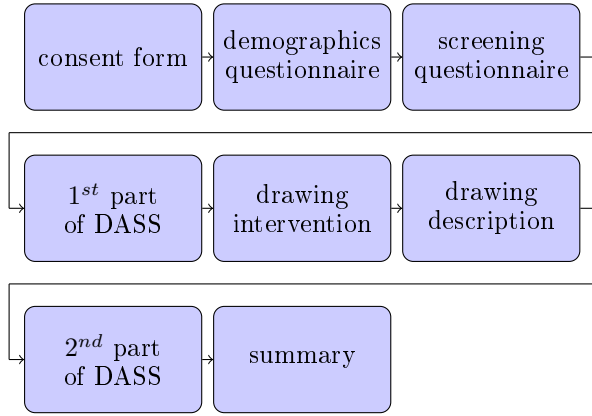 consent form
demographics
questionnaire
screening
questionnaire
1st part
of DASS
drawing
intervention
drawing
description
2nd part
of DASS
summary